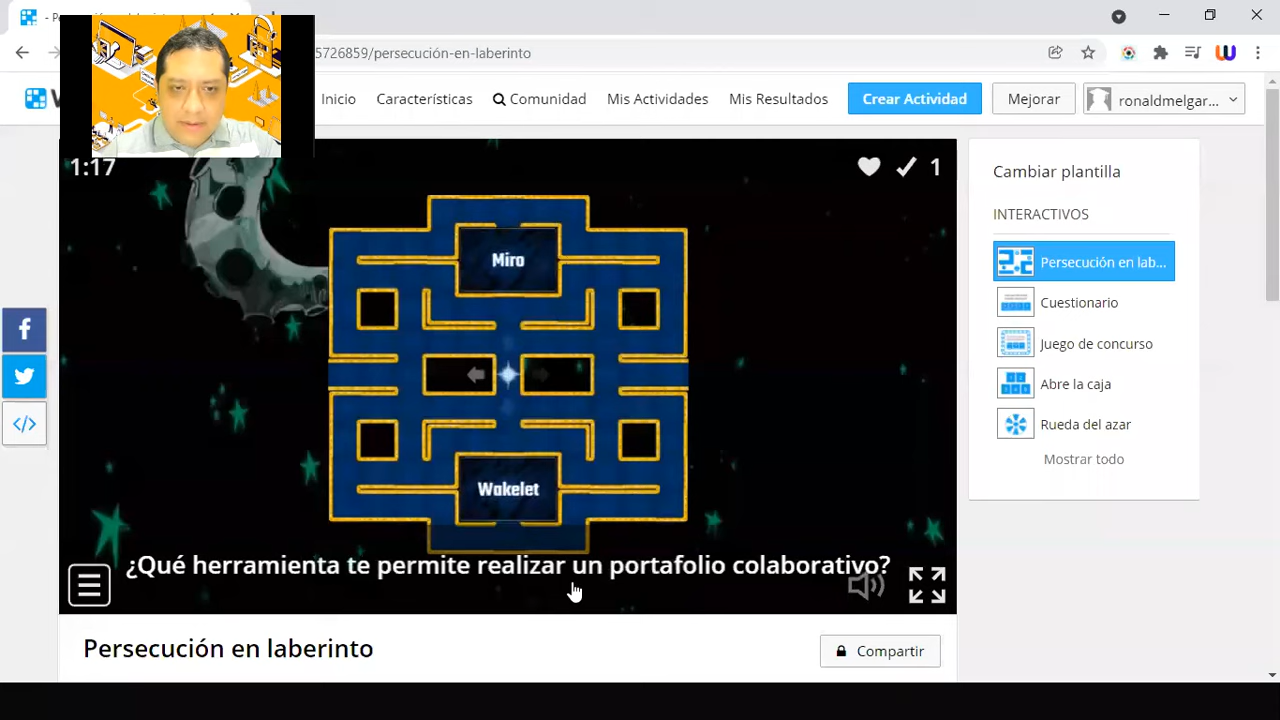 5726859/persecución-en-laberinto
W
Inicio
Características
Comunidad
Mis Actividades
Mis Resultados
Crear Actividad
Mejorar
ronaldmelgar...
1:17
1
Miro
Wakelet
¿Qué herramienta te permite realizar un portafolio colaborativo?
Persecución en laberinto
Compartir
Cambiar plantilla
INTERACTIVOS
Persecución en lab...
Cuestionario
Juego de concurso
Abre la caja
Rueda del azar
Mostrar todo